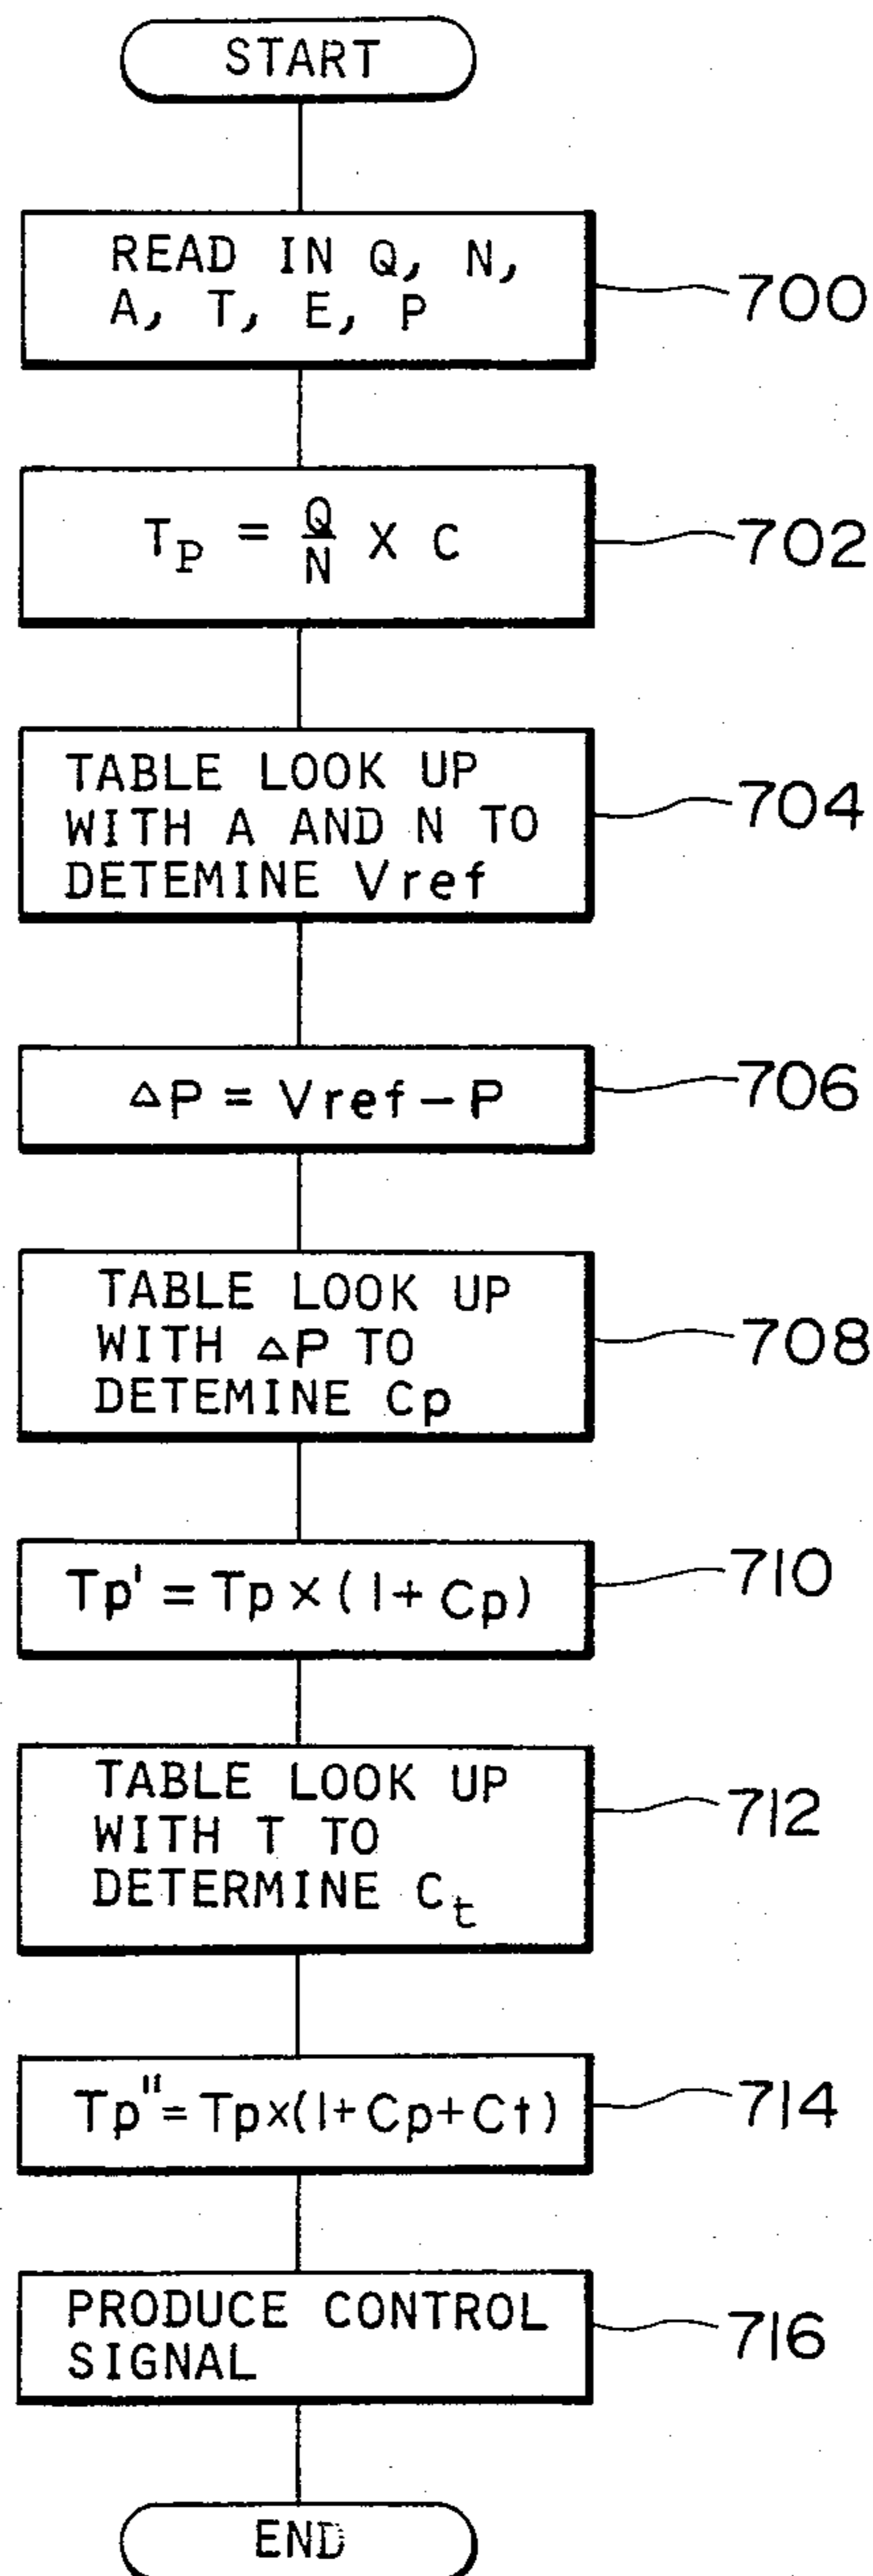 START
READ IN Q, N,
A, T, E, P
700
T_P = Q/N X C
702
TABLE LOOK UP
WITH A AND N TO
DETEMINE Vref
704
△P = Vref-P
706
TABLE LOOK UP
WITH △P TO
DETEMINE Cp
708
Tp' = Tp×(1+ Cp)
710
TABLE LOOK UP
WITH T TO
DETERMINE C_t
712
Tp"= Tp×(1+Cp+Ct)
714
PRODUCE CONTROL
SIGNAL
716
END